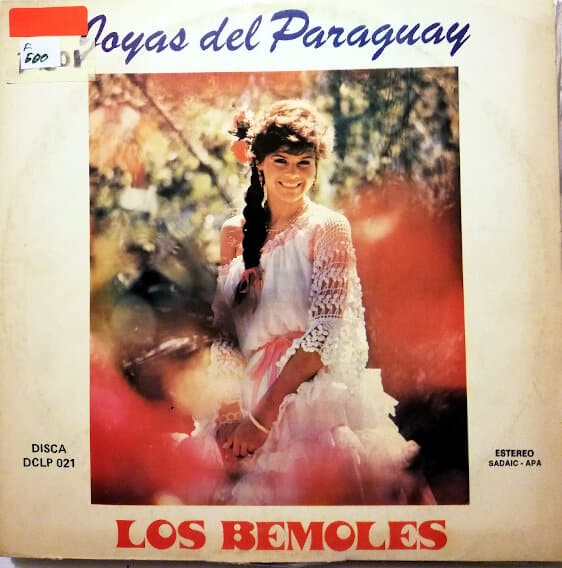 Joyas del Paraguay
F.
500
DISCA
DCLP 021
ESTEREO
SADAIC - APA
LOS BEMOLES